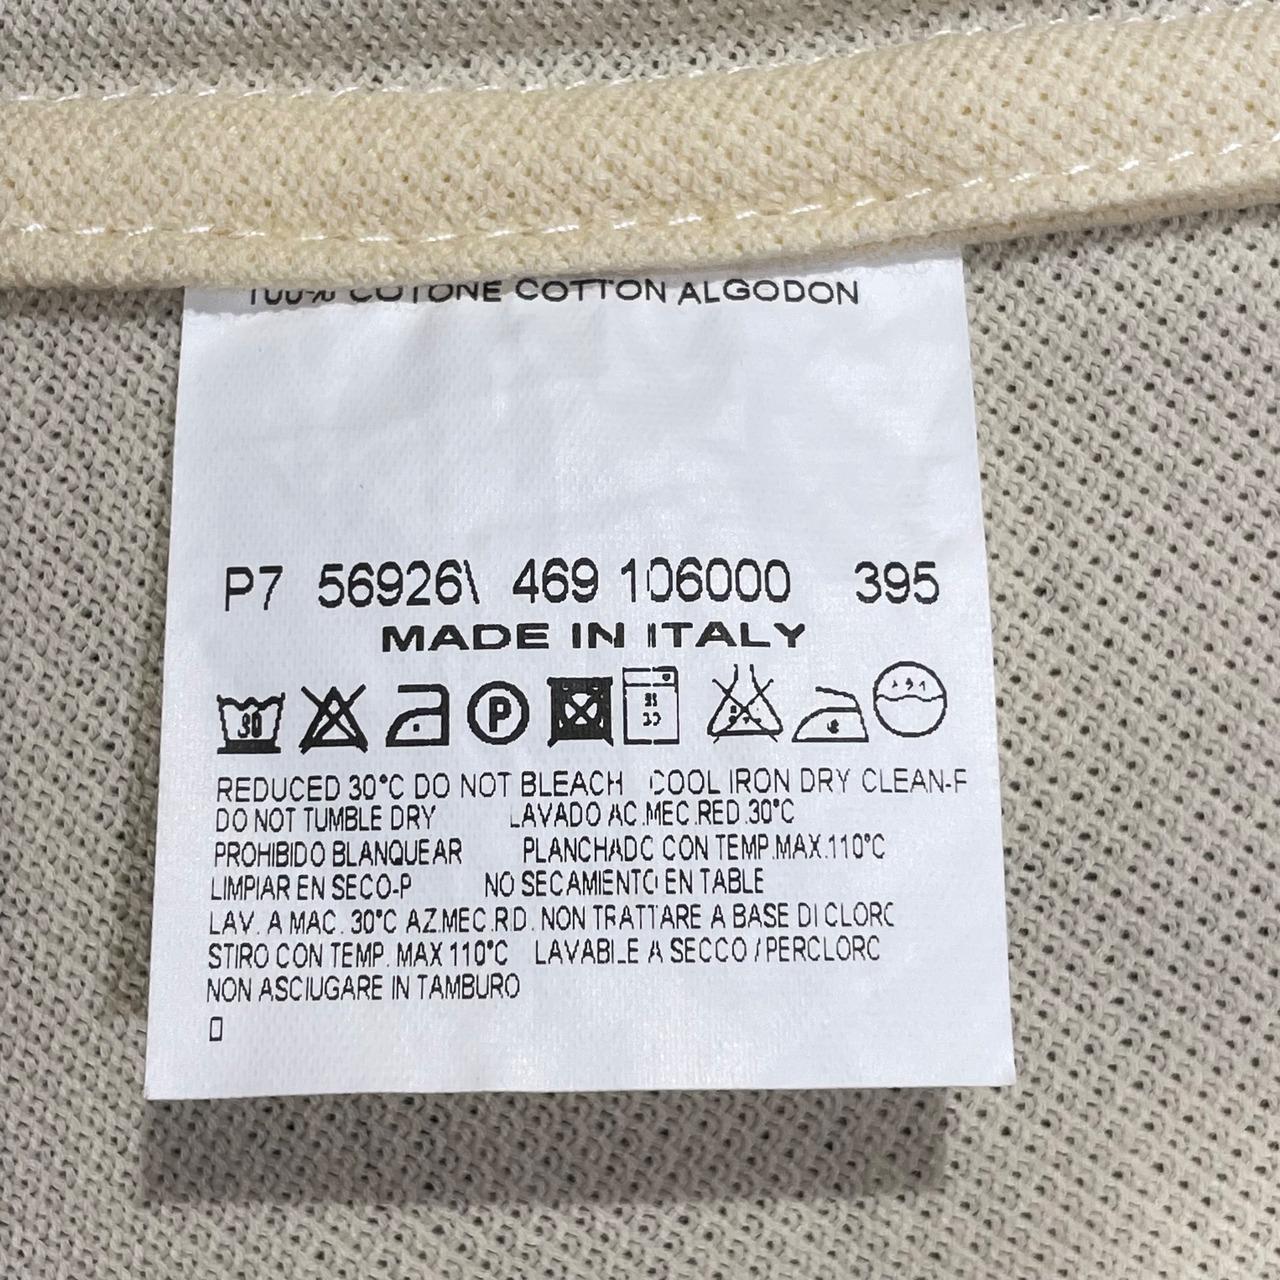 100% COTONE COTTON ALGODON
P7 56926\ 469 106000 395
MADE IN ITALY
30 P
REDUCED 30°C DO NOT BLEACH COOL IRON DRY CLEAN-F
DO NOT TUMBLE DRY LAVADO AC.MEC.RED.30°C
PROHIBIDO BLANQUEAR PLANCHADO CON TEMP.MAX.110°C
LIMPIAR EN SECO-P NO SECAMIENTO EN TABLE
LAV. A MAC. 30°C AZ.MEC.RD. NON TRATTARE A BASE DI CLORO
STIRO CON TEMP. MAX 110°C LAVABILE A SECCO / PERCLORO
NON ASCIUGARE IN TAMBURO